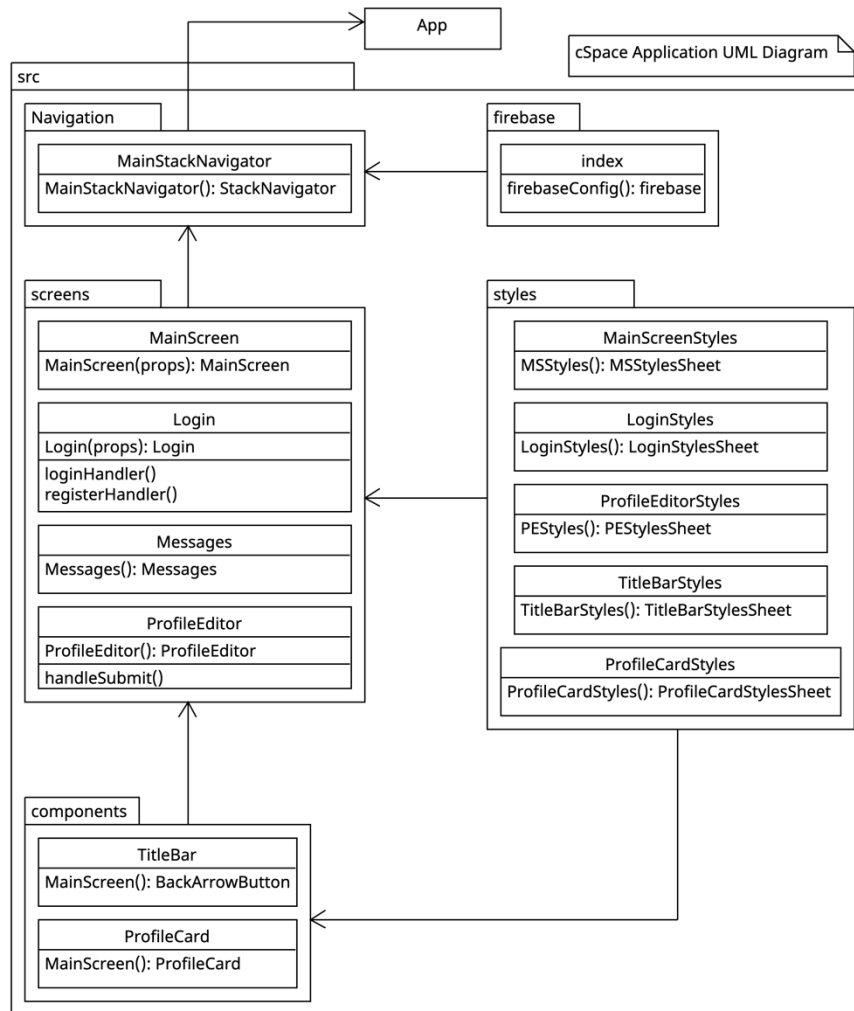 App
cSpace Application UML Diagram
src
Navigation
MainStackNavigator
MainStackNavigator(): StackNavigator
firebase
index
firebaseConfig(): firebase
screens
MainScreen
MainScreen(props): MainScreen
Login
Login(props): Login
loginHandler()
registerHandler()
Messages
Messages(): Messages
ProfileEditor
ProfileEditor(): ProfileEditor
handleSubmit()
styles
MainScreenStyles
MSStyles(): MSStylesSheet
LoginStyles
LoginStyles(): LoginStylesSheet
ProfileEditorStyles
PEStyles(): PEStylesSheet
TitleBarStyles
TitleBarStyles(): TitleBarStylesSheet
ProfileCardStyles
ProfileCardStyles(): ProfileCardStylesSheet
components
TitleBar
MainScreen(): BackArrowButton
ProfileCard
MainScreen(): ProfileCard